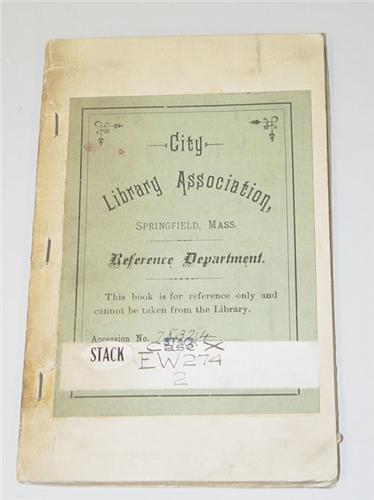 City
Library Association,
SPRINGFIELD, MASS.
Reference Department.
This book is for reference only and
cannot be taken from the Library.
Accession No. 783214
STACK Case X
EW274
2